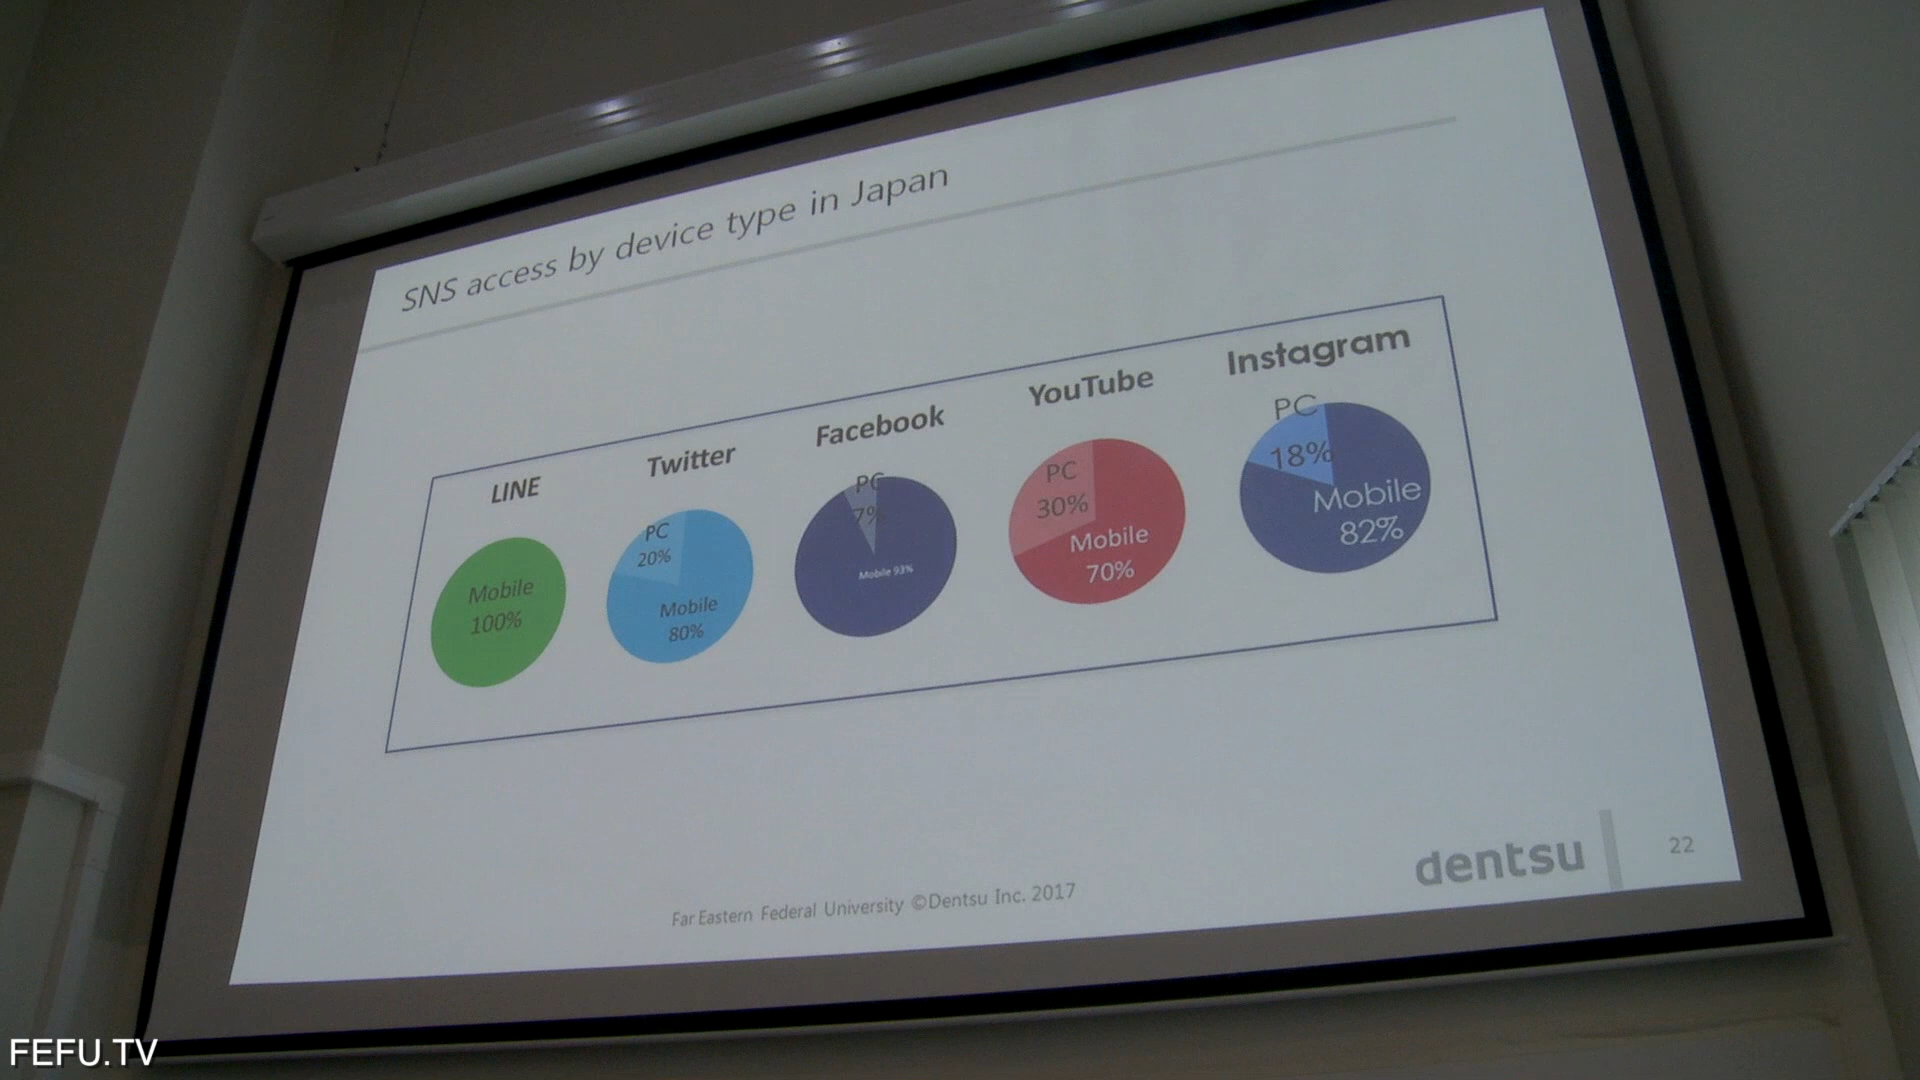 SNS access by device type in Japan
LINE
Mobile
100%
Twitter
PC
20%
Mobile
80%
Facebook
PC
7%
Mobile 93%
YouTube
PC
30%
Mobile
70%
Instagram
PC
18%
Mobile
82%
dentsu
22
Far Eastern Federal University ©Dentsu Inc. 2017
FEFU.TV